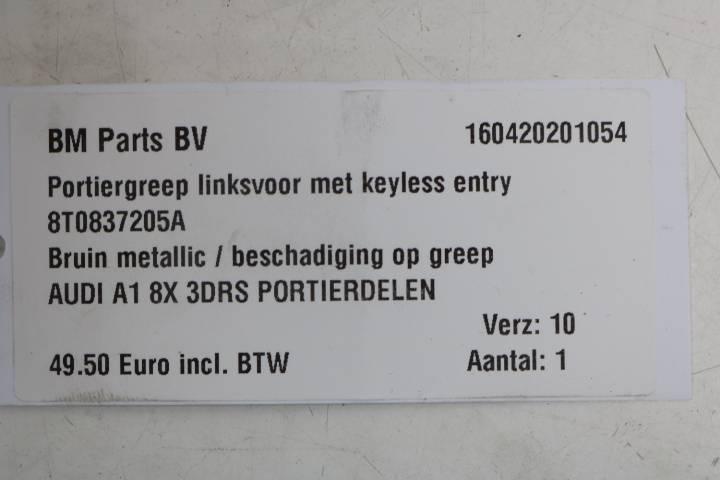 BM Parts BV 160420201054
Portiergreep linksvoor met keyless entry
8T0837205A
Bruin metallic / beschadiging op greep
AUDI A1 8X 3DRS PORTIERDELEN
Verz: 10
49.50 Euro incl. BTW Aantal: 1